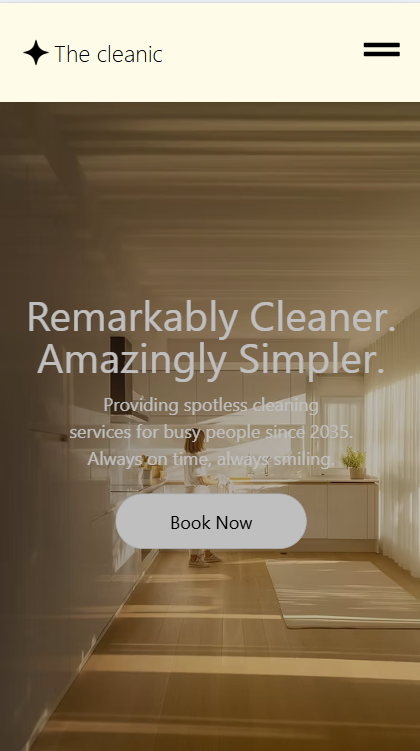 The cleanic
Remarkably Cleaner.
Amazingly Simpler.
Providing spotless cleaning
services for busy people since 2035.
Always on time, always smiling.
Book Now